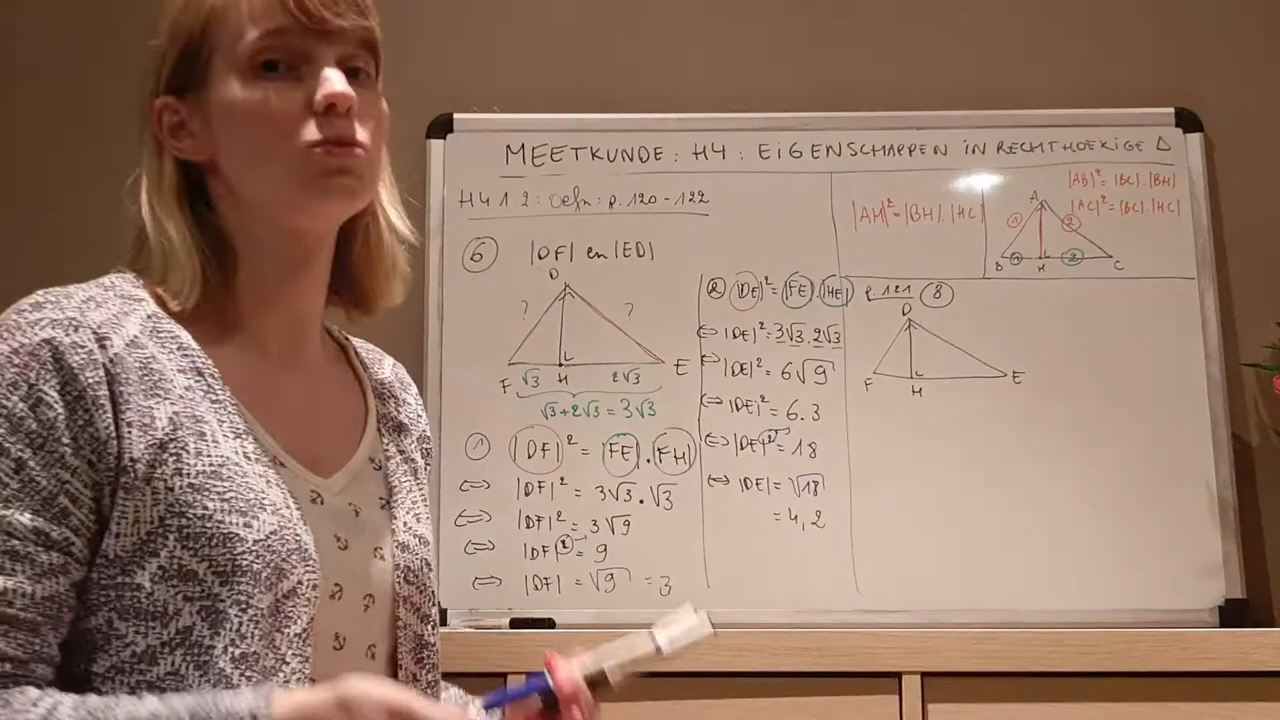 MEETKUNDE: H4: EIGENSCHAPPEN IN RECHTHOEKIGE Δ
H4 1 2: Oefn: p. 120-122
⑥ |DF| en |ED|
D
? ?
F √3 H 2√3 E
√3+2√3 = 3√3
① |DF|² = |FE|.|FH|
⇔ |DF|² = 3√3.√3
⇔ |DF|² = 3√9
⇔ |DF|² = 9
⇔ |DF| = √9 = 3
② |DE|² = |FE|.|HE|
⇔ |DE|² = 3√3.2√3
⇔ |DE|² = 6√9
⇔ |DE|² = 6.3
⇔ |DE|² = 18
⇔ |DE| = √18
= 4,2
|AH|² = |BH|.|HC|
|AB|² = |BC|.|BH|
|AC|² = |BC|.|HC|
A
① ②
B ① H ② C
p. 121 ⑧
D
F H E